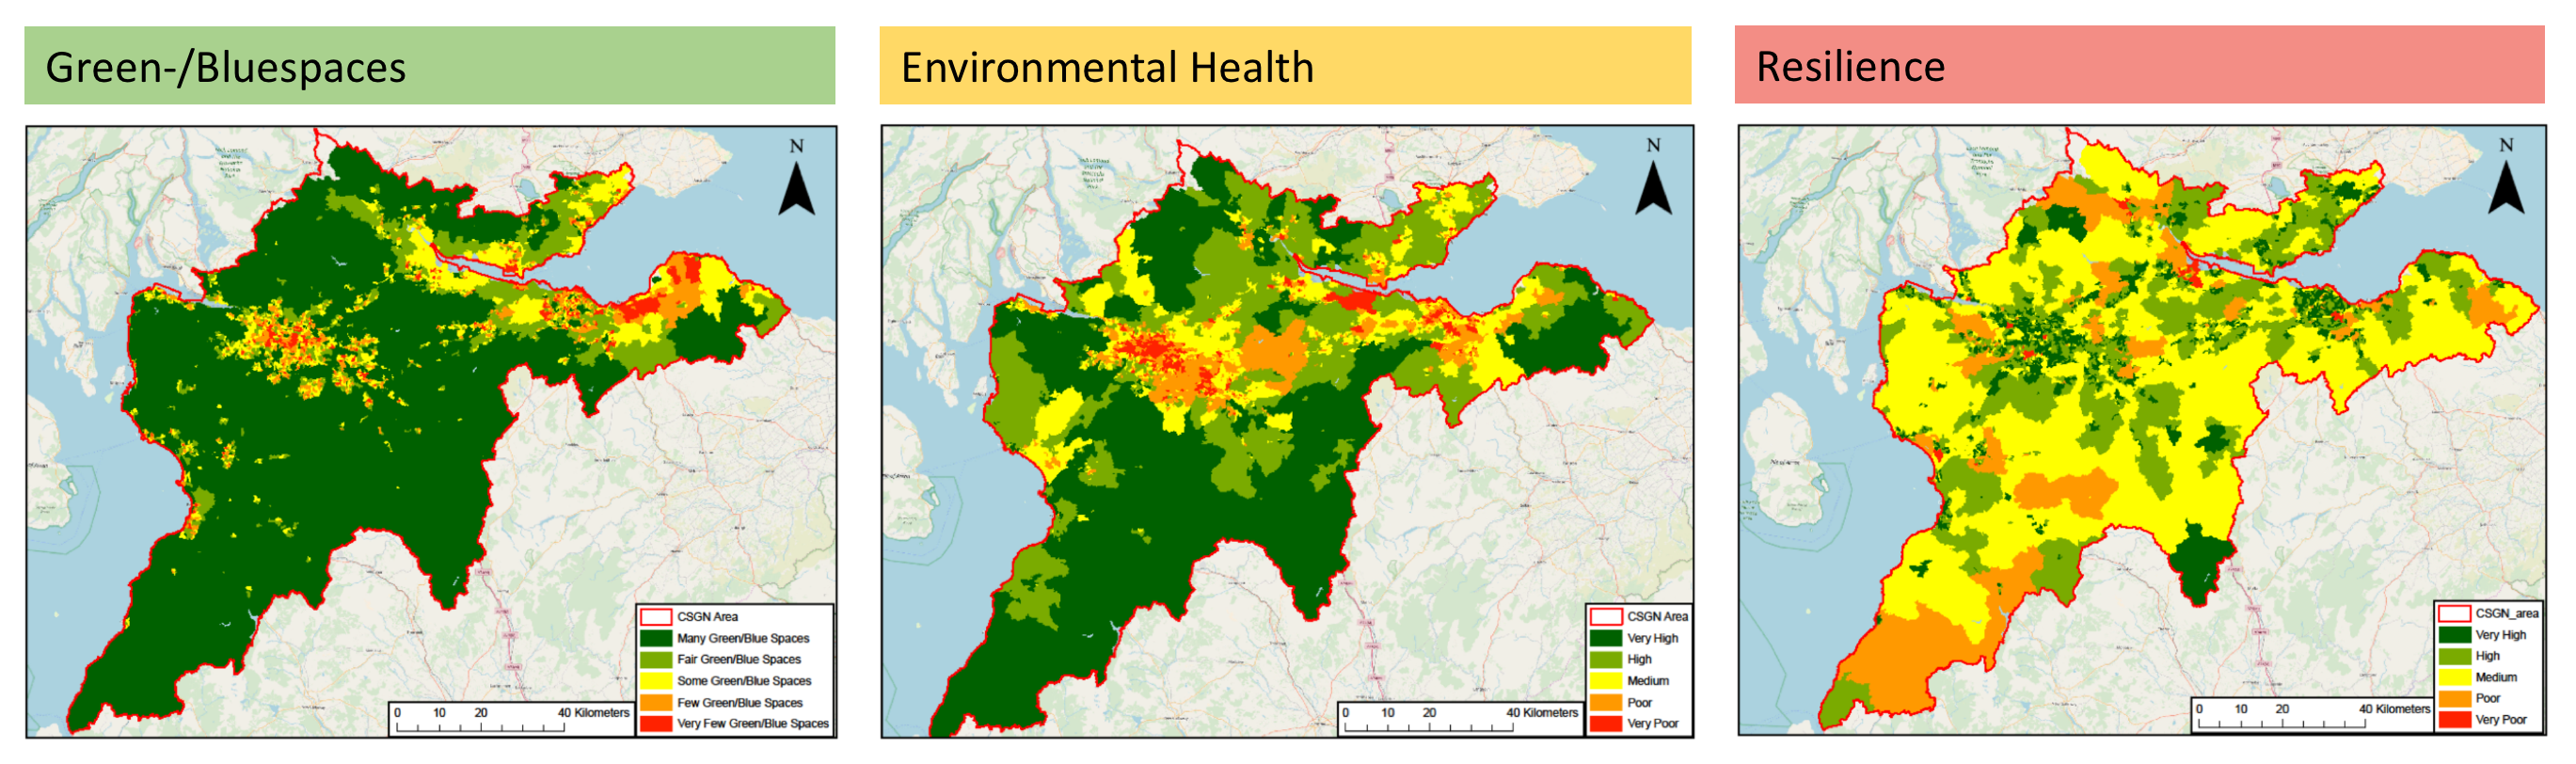 Green-/Bluespaces
Environmental Health
Resilience
N
CSGN Area
Many Green/Blue Spaces
Fair Green/Blue Spaces
Some Green/Blue Spaces
Few Green/Blue Spaces
Very Few Green/Blue Spaces
0 10 20 40 Kilometers
N
CSGN Area
Very High
High
Medium
Poor
Very Poor
0 10 20 40 Kilometers
N
CSGN_area
Very High
High
Medium
Poor
Very Poor
0 10 20 40 Kilometers